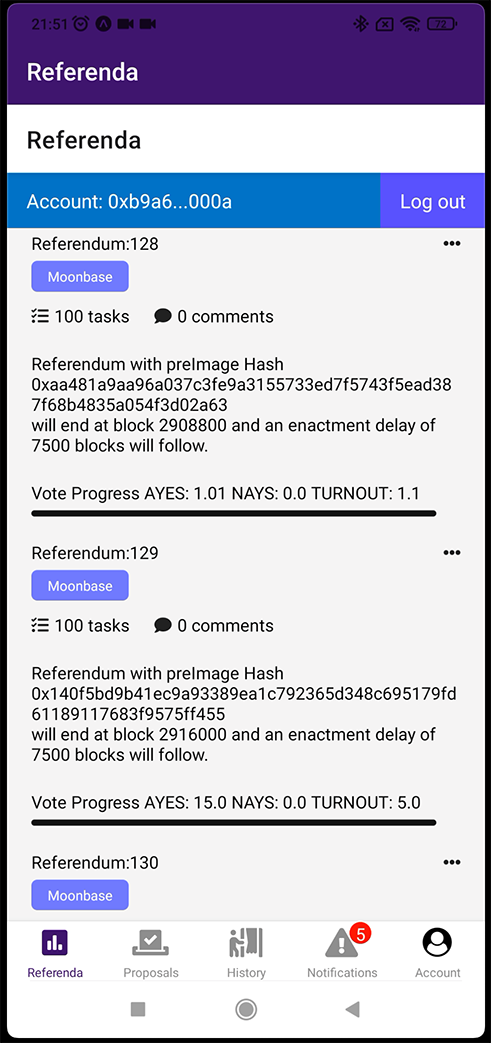 21:51
72
Referenda
Referenda
Account: 0xb9a6...000a
Log out
Referendum:128
Moonbase
100 tasks
0 comments
Referendum with preImage Hash
0xaa481a9aa96a037c3fe9a3155733ed7f5743f5ead38
7f68b4835a054f3d02a63
will end at block 2908800 and an enactment delay of
7500 blocks will follow.
Vote Progress AYES: 1.01 NAYS: 0.0 TURNOUT: 1.1
Referendum:129
Moonbase
100 tasks
0 comments
Referendum with preImage Hash
0x140f5bd9b41ec9a93389ea1c792365d348c695179fd
61189117683f9575ff455
will end at block 2916000 and an enactment delay of
7500 blocks will follow.
Vote Progress AYES: 15.0 NAYS: 0.0 TURNOUT: 5.0
Referendum:130
Moonbase
5
Referenda
Proposals
History
Notifications
Account